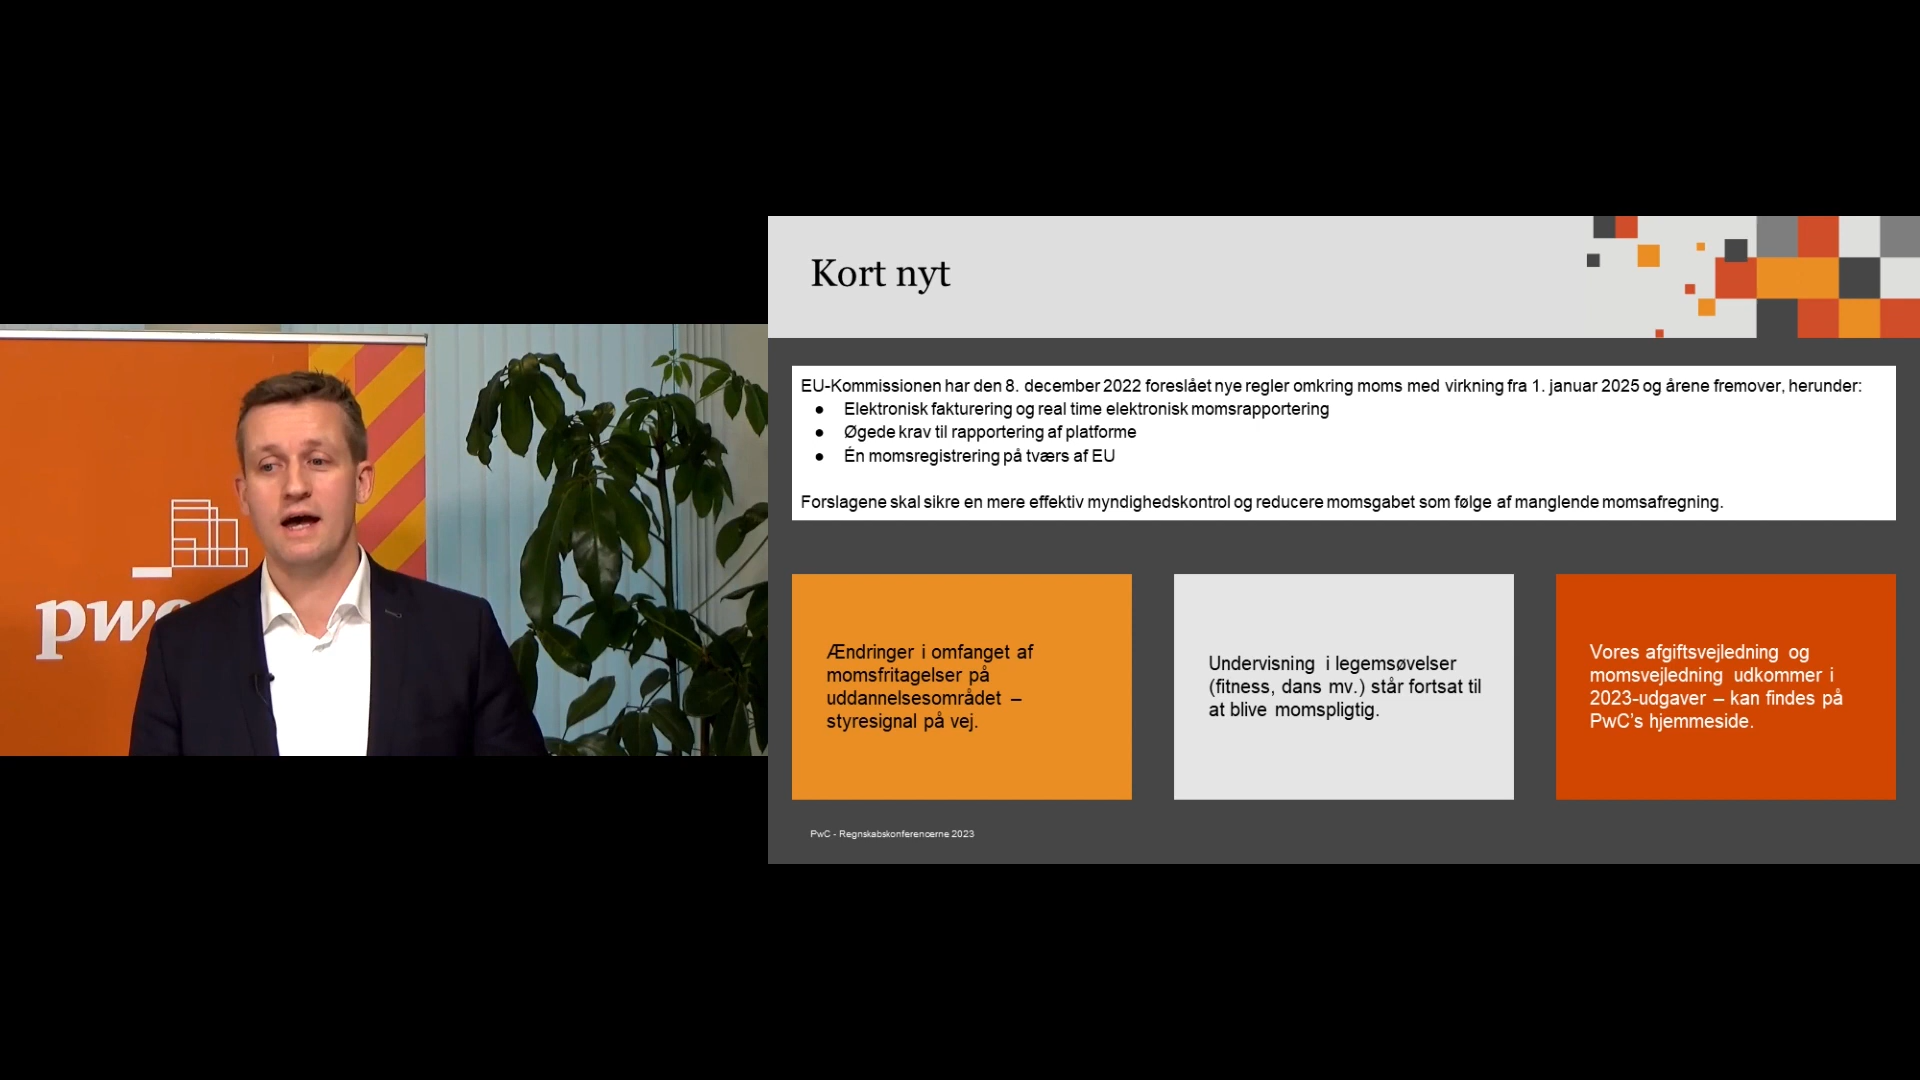 pwc
Kort nyt
EU-Kommissionen har den 8. december 2022 foreslået nye regler omkring moms med virkning fra 1. januar 2025 og årene fremover, herunder:
● Elektronisk fakturering og real time elektronisk momsrapportering
● Øgede krav til rapportering af platforme
● Én momsregistrering på tværs af EU
Forslagene skal sikre en mere effektiv myndighedskontrol og reducere momsgabet som følge af manglende momsafregning.
Ændringer i omfanget af
momsfritagelser på
uddannelsesområdet –
styresignal på vej.
Undervisning i legemsøvelser
(fitness, dans mv.) står fortsat til
at blive momspligtig.
Vores afgiftsvejledning og
momsvejledning udkommer i
2023-udgaver – kan findes på
PwC's hjemmeside.
PwC - Regnskabskonferencerne 2023